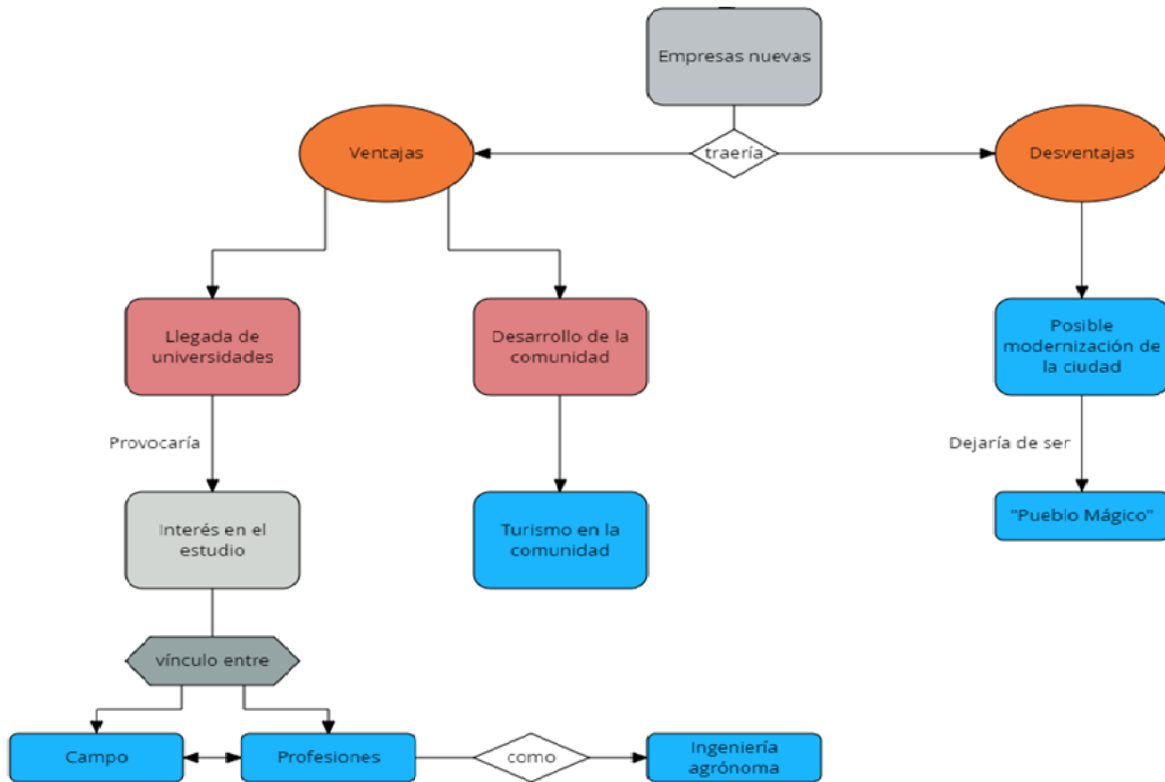 Empresas nuevas
Ventajas
traería
Desventajas
Llegada de
universidades
Desarrollo de la
comunidad
Posible
modernización de
la ciudad
Provocaría
Dejaría de ser
Interés en el
estudio
Turismo en la
comunidad
"Pueblo Mágico"
vínculo entre
Campo
Profesiones
como
Ingeniería
agrónoma